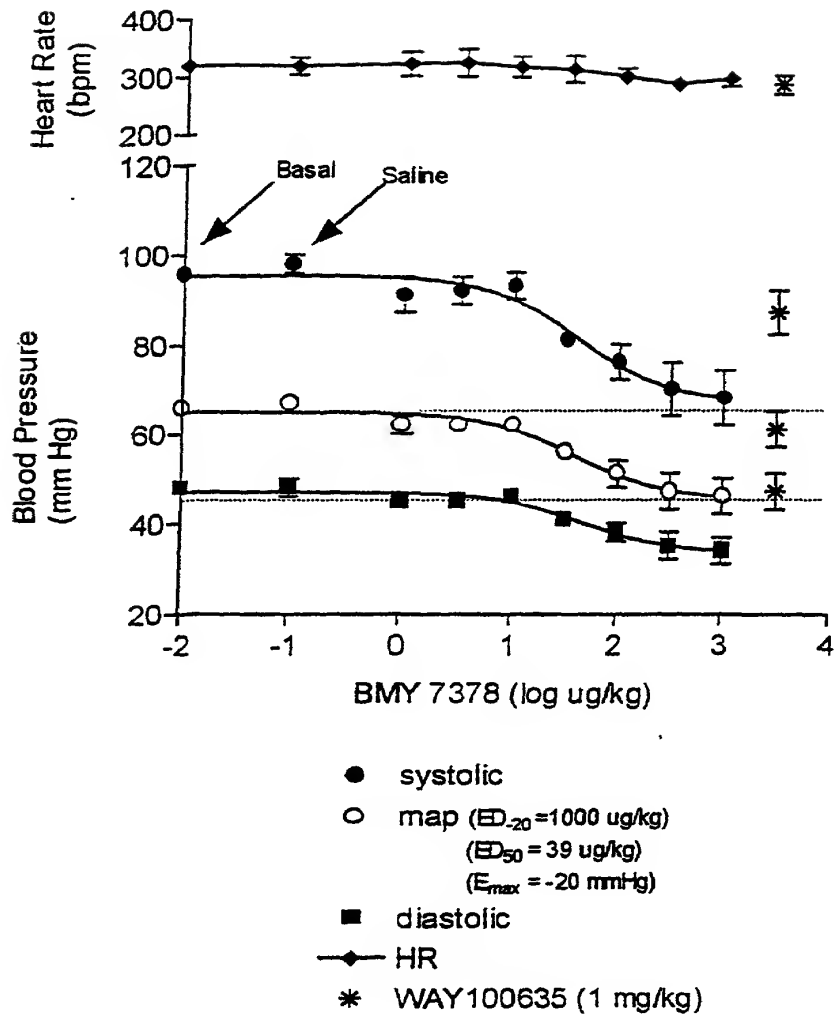 Heart Rate
(bpm)
400
300
200
120
100
80
60
40
20
Basal
Saline
Blood Pressure
(mm Hg)
-2 -1 0 1 2 3 4
BMY 7378 (log ug/kg)
systolic
map (ED-20 =1000 ug/kg)
(ED50 = 39 ug/kg)
(Emax = -20 mmHg)
diastolic
HR
WAY100635 (1 mg/kg)